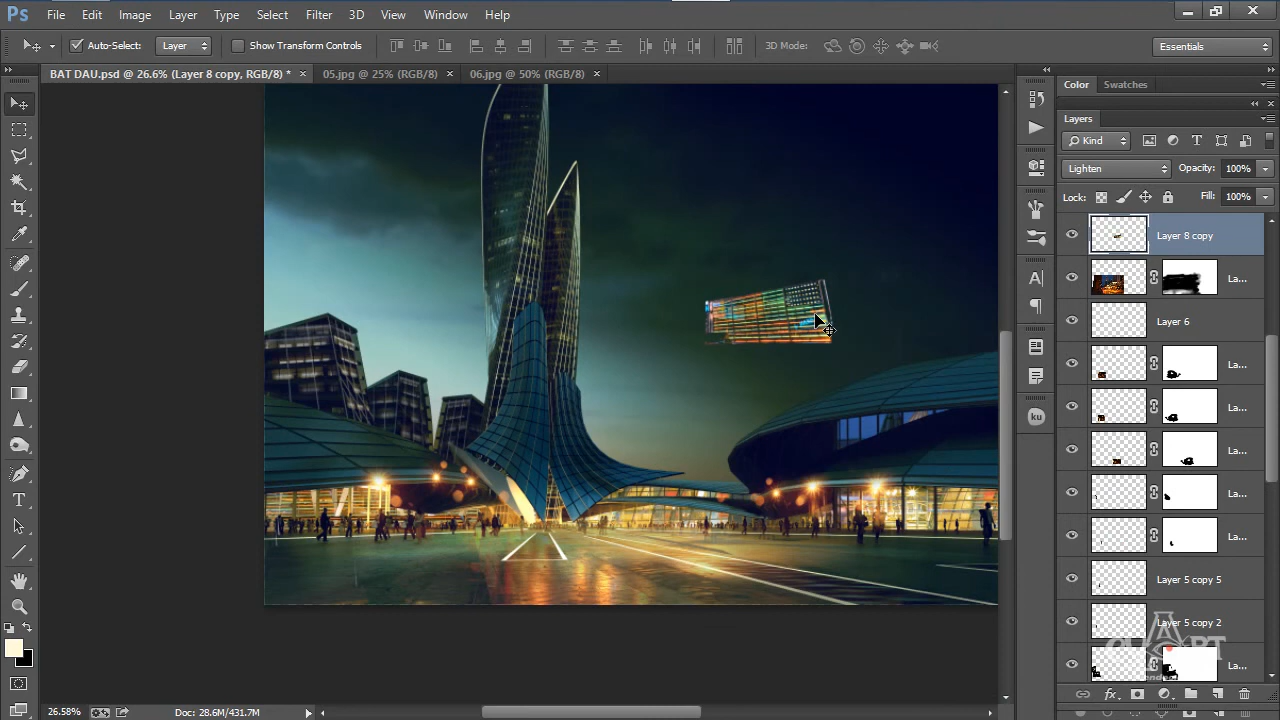 Ps File Edit Image Layer Type Select Filter 3D View Window Help
Auto-Select: Layer Show Transform Controls 3D Mode: Essentials
BAT DAU.psd @ 26.6% (Layer 8 copy, RGB/8) * × 05.jpg @ 25% (RGB/8) × 06.jpg @ 50% (RGB/8) ×
Color Swatches
Layers
Kind
Lighten Opacity: 100%
Lock: Fill: 100%
Layer 8 copy
La...
Layer 6
La...
La...
La...
La...
La...
Layer 5 copy 5
Layer 5 copy 2
La...
ku
26.58% Doc: 28.6M/431.7M